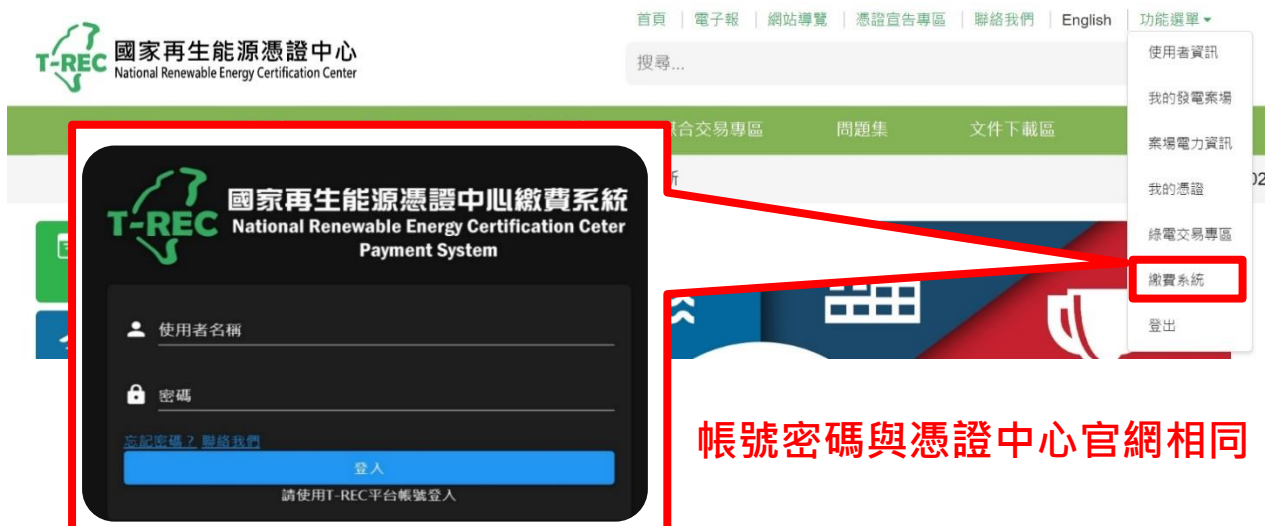 首頁 | 電子報 | 網站導覽 | 憑證宣告專區 | 聯絡我們 | English | 功能選單
T-REC 國家再生能源憑證中心
National Renewable Energy Certification Center
搜尋...
合交易專區 問題集 文件下載區
使用者資訊
我的發電案場
案場電力資訊
我的憑證
綠電交易專區
繳費系統
登出
02
T-REC 國家再生能源憑證中心繳費系統
National Renewable Energy Certification Ceter
Payment System
使用者名稱
密碼
忘記密碼? 聯絡我們
登入
請使用T-REC平台帳號登入
帳號密碼與憑證中心官網相同